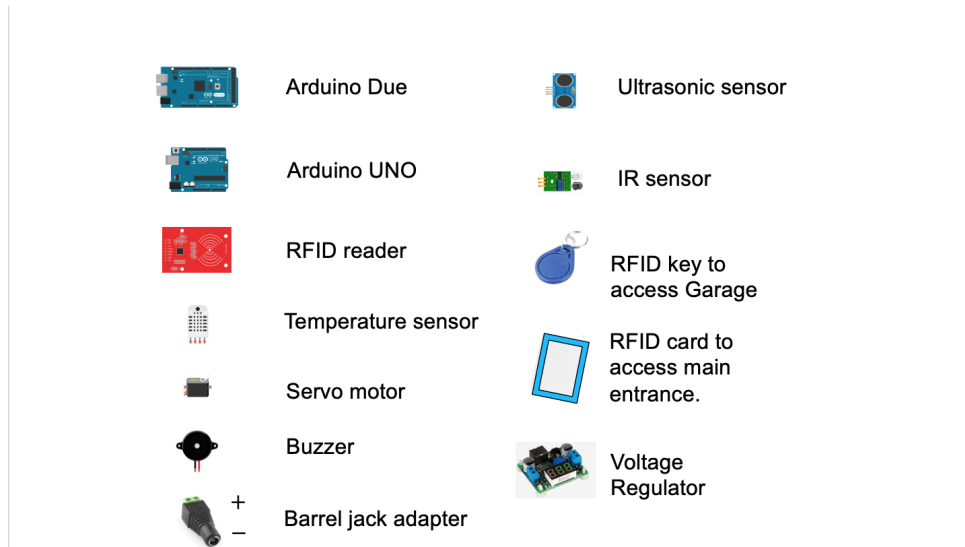 Arduino Due
Arduino UNO
RFID reader
Temperature sensor
Servo motor
Buzzer
+
–
Barrel jack adapter
Ultrasonic sensor
IR sensor
RFID key to
access Garage
RFID card to
access main
entrance.
Voltage
Regulator